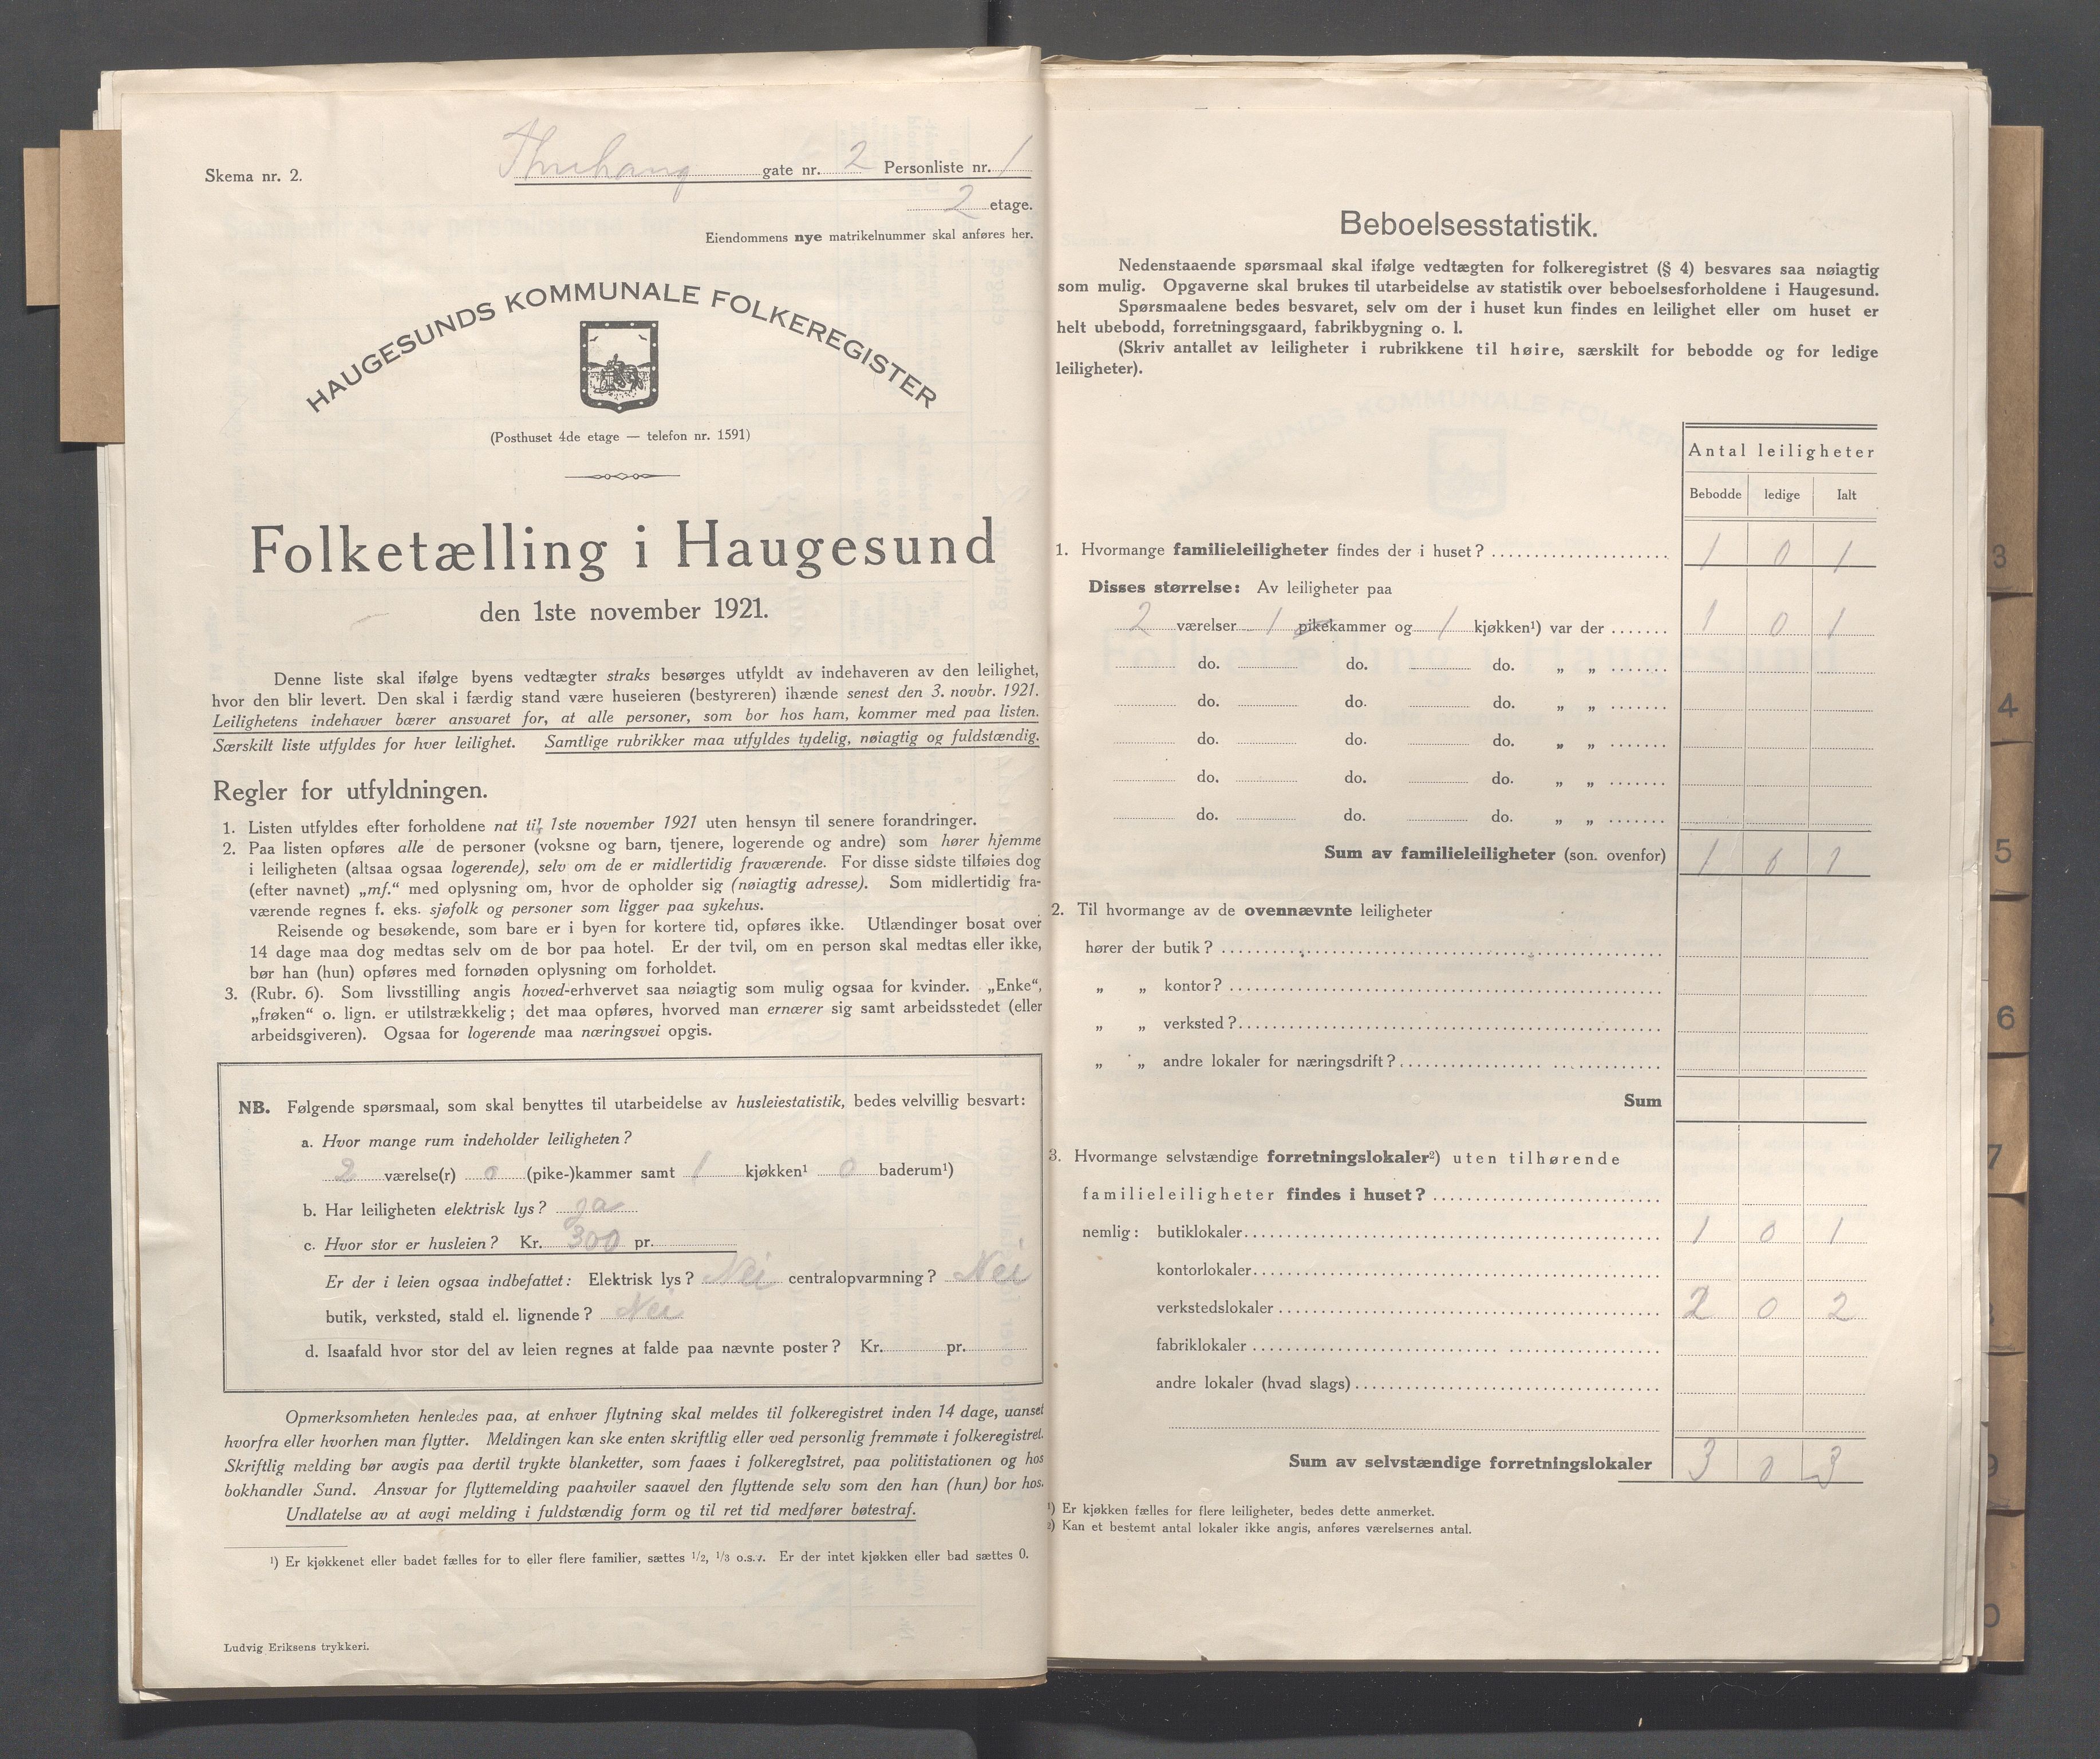 Skema nr. 2.
gate nr. 2 Personliste nr. 1
2 etage.
Eiendommens nye matrikelnummer skal anføres her.
HAUGESUNDS KOMMUNALE FOLKEREGISTER
(Posthuset 4de etage — telefon nr. 1591)
Folketælling i Haugesund
den 1ste november 1921.
Denne liste skal ifølge byens vedtægter straks besørges utfyldt av indehaveren av den leilighet,
hvor den blir levert. Den skal i færdig stand være huseieren (bestyreren) ihænde senest den 3. novbr. 1921.
Leilighetens indehaver bærer ansvaret for, at alle personer, som bor hos ham, kommer med paa listen.
Særskilt liste utfyldes for hver leilighet. Samtlige rubrikker maa utfyldes tydelig, nøiagtig og fuldstændig.
Regler for utfyldningen.
1. Listen utfyldes efter forholdene nat til 1ste november 1921 uten hensyn til senere forandringer.
2. Paa listen opføres alle de personer (voksne og barn, tjenere, logerende og andre) som hører hjemme
i leiligheten (altsaa ogsaa logerende), selv om de er midlertidig fraværende. For disse sidste tilføies dog
(efter navnet) „mf.“ med oplysning om, hvor de opholder sig (nøiagtig adresse). Som midlertidig fra-
værende regnes f. eks. sjøfolk og personer som ligger paa sykehus.
Reisende og besøkende, som bare er i byen for kortere tid, opføres ikke. Utlændinger bosat over
14 dage maa dog medtas selv om de bor paa hotel. Er der tvil, om en person skal medtas eller ikke,
bør han (hun) opføres med fornøden oplysning om forholdet.
3. (Rubr. 6). Som livsstilling angis hoved-erhvervet saa nøiagtig som mulig ogsaa for kvinder. „Enke“,
„frøken“ o. lign. er utilstrækkelig; det maa opføres, hvorved man ernærer sig samt arbeidsstedet (eller
arbeidsgiveren). Ogsaa for logerende maa næringsvei opgis.
NB. Følgende spørsmaal, som skal benyttes til utarbeidelse av husleiestatistik, bedes velvillig besvart:
a. Hvor mange rum indeholder leiligheten?
2 værelse(r) 0 (pike-)kammer samt 1 kjøkken¹ 0 baderum¹)
b. Har leiligheten elektrisk lys? ja
c. Hvor stor er husleien? Kr. 300 pr.
Er der i leien ogsaa indbefattet: Elektrisk lys? Nei centralopvarmning? Nei
butik, verksted, stald el. lignende? Nei
d. Isaafald hvor stor del av leien regnes at falde paa nævnte poster? Kr. pr.
Opmerksomheten henledes paa, at enhver flytning skal meldes til folkeregistret inden 14 dage, uanset
hvorfra eller hvorhen man flytter. Meldingen kan ske enten skriftlig eller ved personlig fremmøte i folkeregistret.
Skriftlig melding bør avgis paa dertil trykte blanketter, som faaes i folkeregistret, paa politistationen og hos
bokhandler Sund. Ansvar for flyttemelding paahviler saavel den flyttende selv som den han (hun) bor hos.
Undlatelse av at avgi melding i fuldstændig form og til ret tid medfører bøtestraf.
¹) Er kjøkkenet eller badet fælles for to eller flere familier, sættes 1/2, 1/3 o.s.v. Er der intet kjøkken eller bad sættes 0.
Ludvig Eriksens trykkeri.
Beboelsesstatistik.
Nedenstaaende spørsmaal skal ifølge vedtægten for folkeregistret (§ 4) besvares saa nøiagtig
som mulig. Opgaverne skal brukes til utarbeidelse av statistik over beboelsesforholdene i Haugesund.
Spørsmaalene bedes besvaret, selv om der i huset kun findes en leilighet eller om huset er
helt ubebodd, forretningsgaard, fabrikbygning o. l.
(Skriv antallet av leiligheter i rubrikkene til høire, særskilt for bebodde og for ledige
leiligheter).
Antal leiligheter
Bebodde ledige Ialt
1. Hvormange familieleiligheter findes der i huset? 1 0 1
Disses størrelse: Av leiligheter paa
2 værelser 1 pikekammer og 1 kjøkken¹) var der 1 0 1
do. do. do. „ „
do. do. do. „ „
do. do. do. „ „
do. do. do. „ „
do. do. do. „ „
Sum av familieleiligheter (son. ovenfor) 1 0 1
2. Til hvormange av de ovennævnte leiligheter
hører der butik?
„ „ kontor?
„ „ verksted?
„ „ andre lokaler for næringsdrift?
Sum
3. Hvormange selvstændige forretningslokaler²) uten tilhørende
familieleiligheter findes i huset?
nemlig: butiklokaler 1 0 1
kontorlokaler
verkstedslokaler 2 0 2
fabriklokaler
andre lokaler (hvad slags)
Sum av selvstændige forretningslokaler 3 0 3
¹) Er kjøkken fælles for flere leiligheter, bedes dette anmerket.
²) Kan et bestemt antal lokaler ikke angis, anføres værelsernes antal.
3
4
5
6
7
9